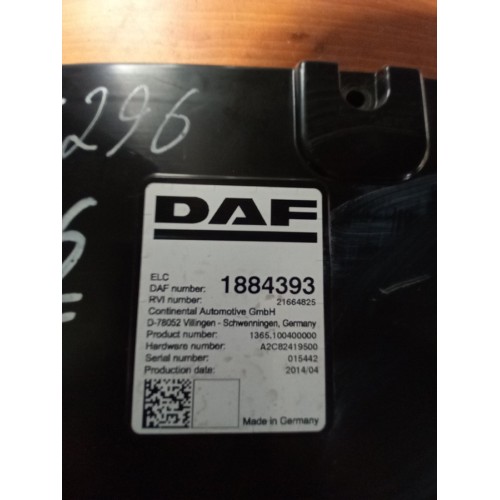 296
DAF
ELC
DAF number: 1884393
RVI number: 21664825
Continental Automotive GmbH
D-78052 Villingen - Schwenningen, Germany
Product number: 1365.100400000
Hardware number: A2C82419500
Serial number: 015442
Production date: 2014/04
Made in Germany